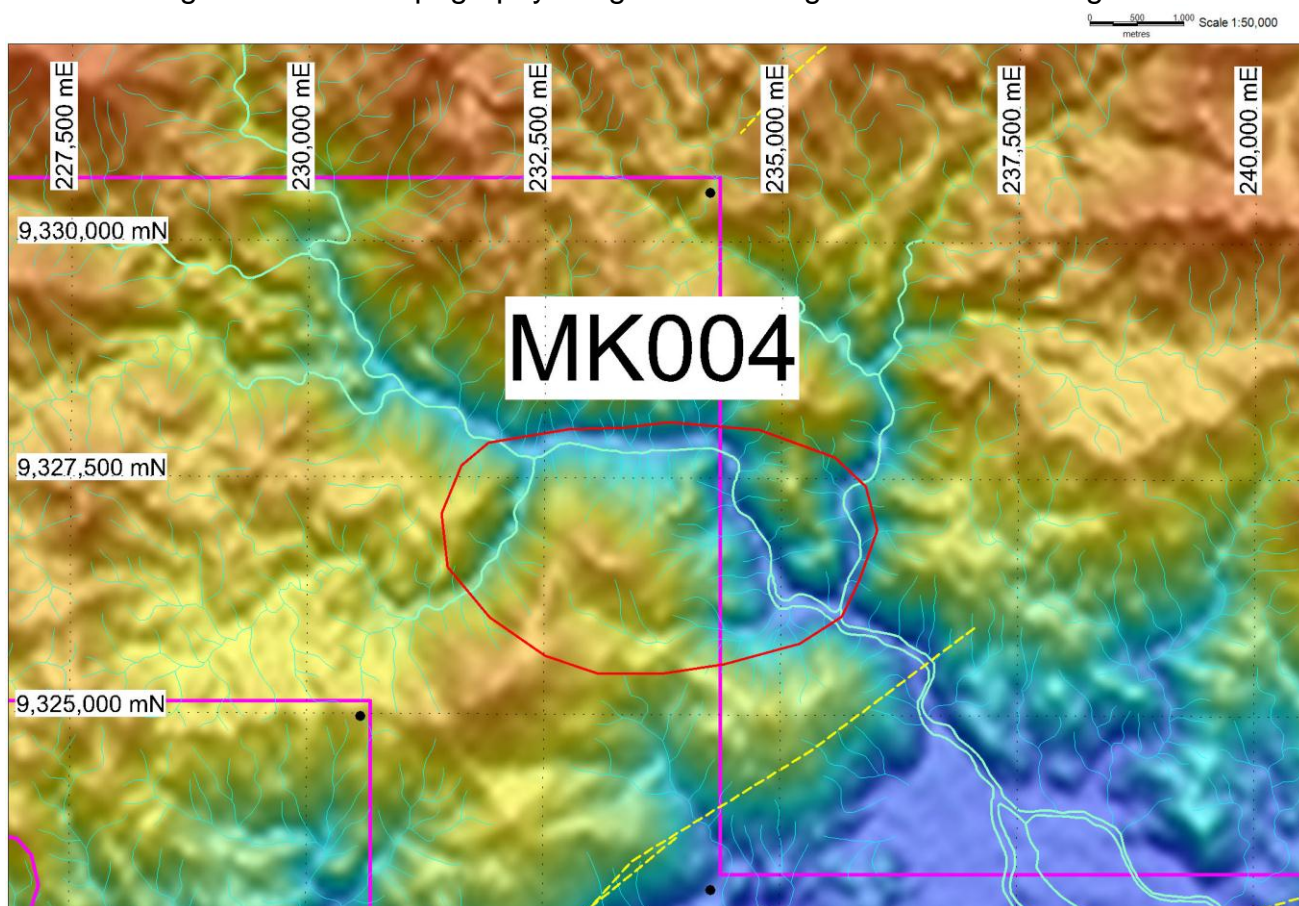 0 500 1,000 Scale 1:50,000
metres
227,500 mE
230,000 mE
232,500 mE
235,000 mE
237,500 mE
240,000 mE
9,330,000 mN
MK004
9,327,500 mN
9,325,000 mN